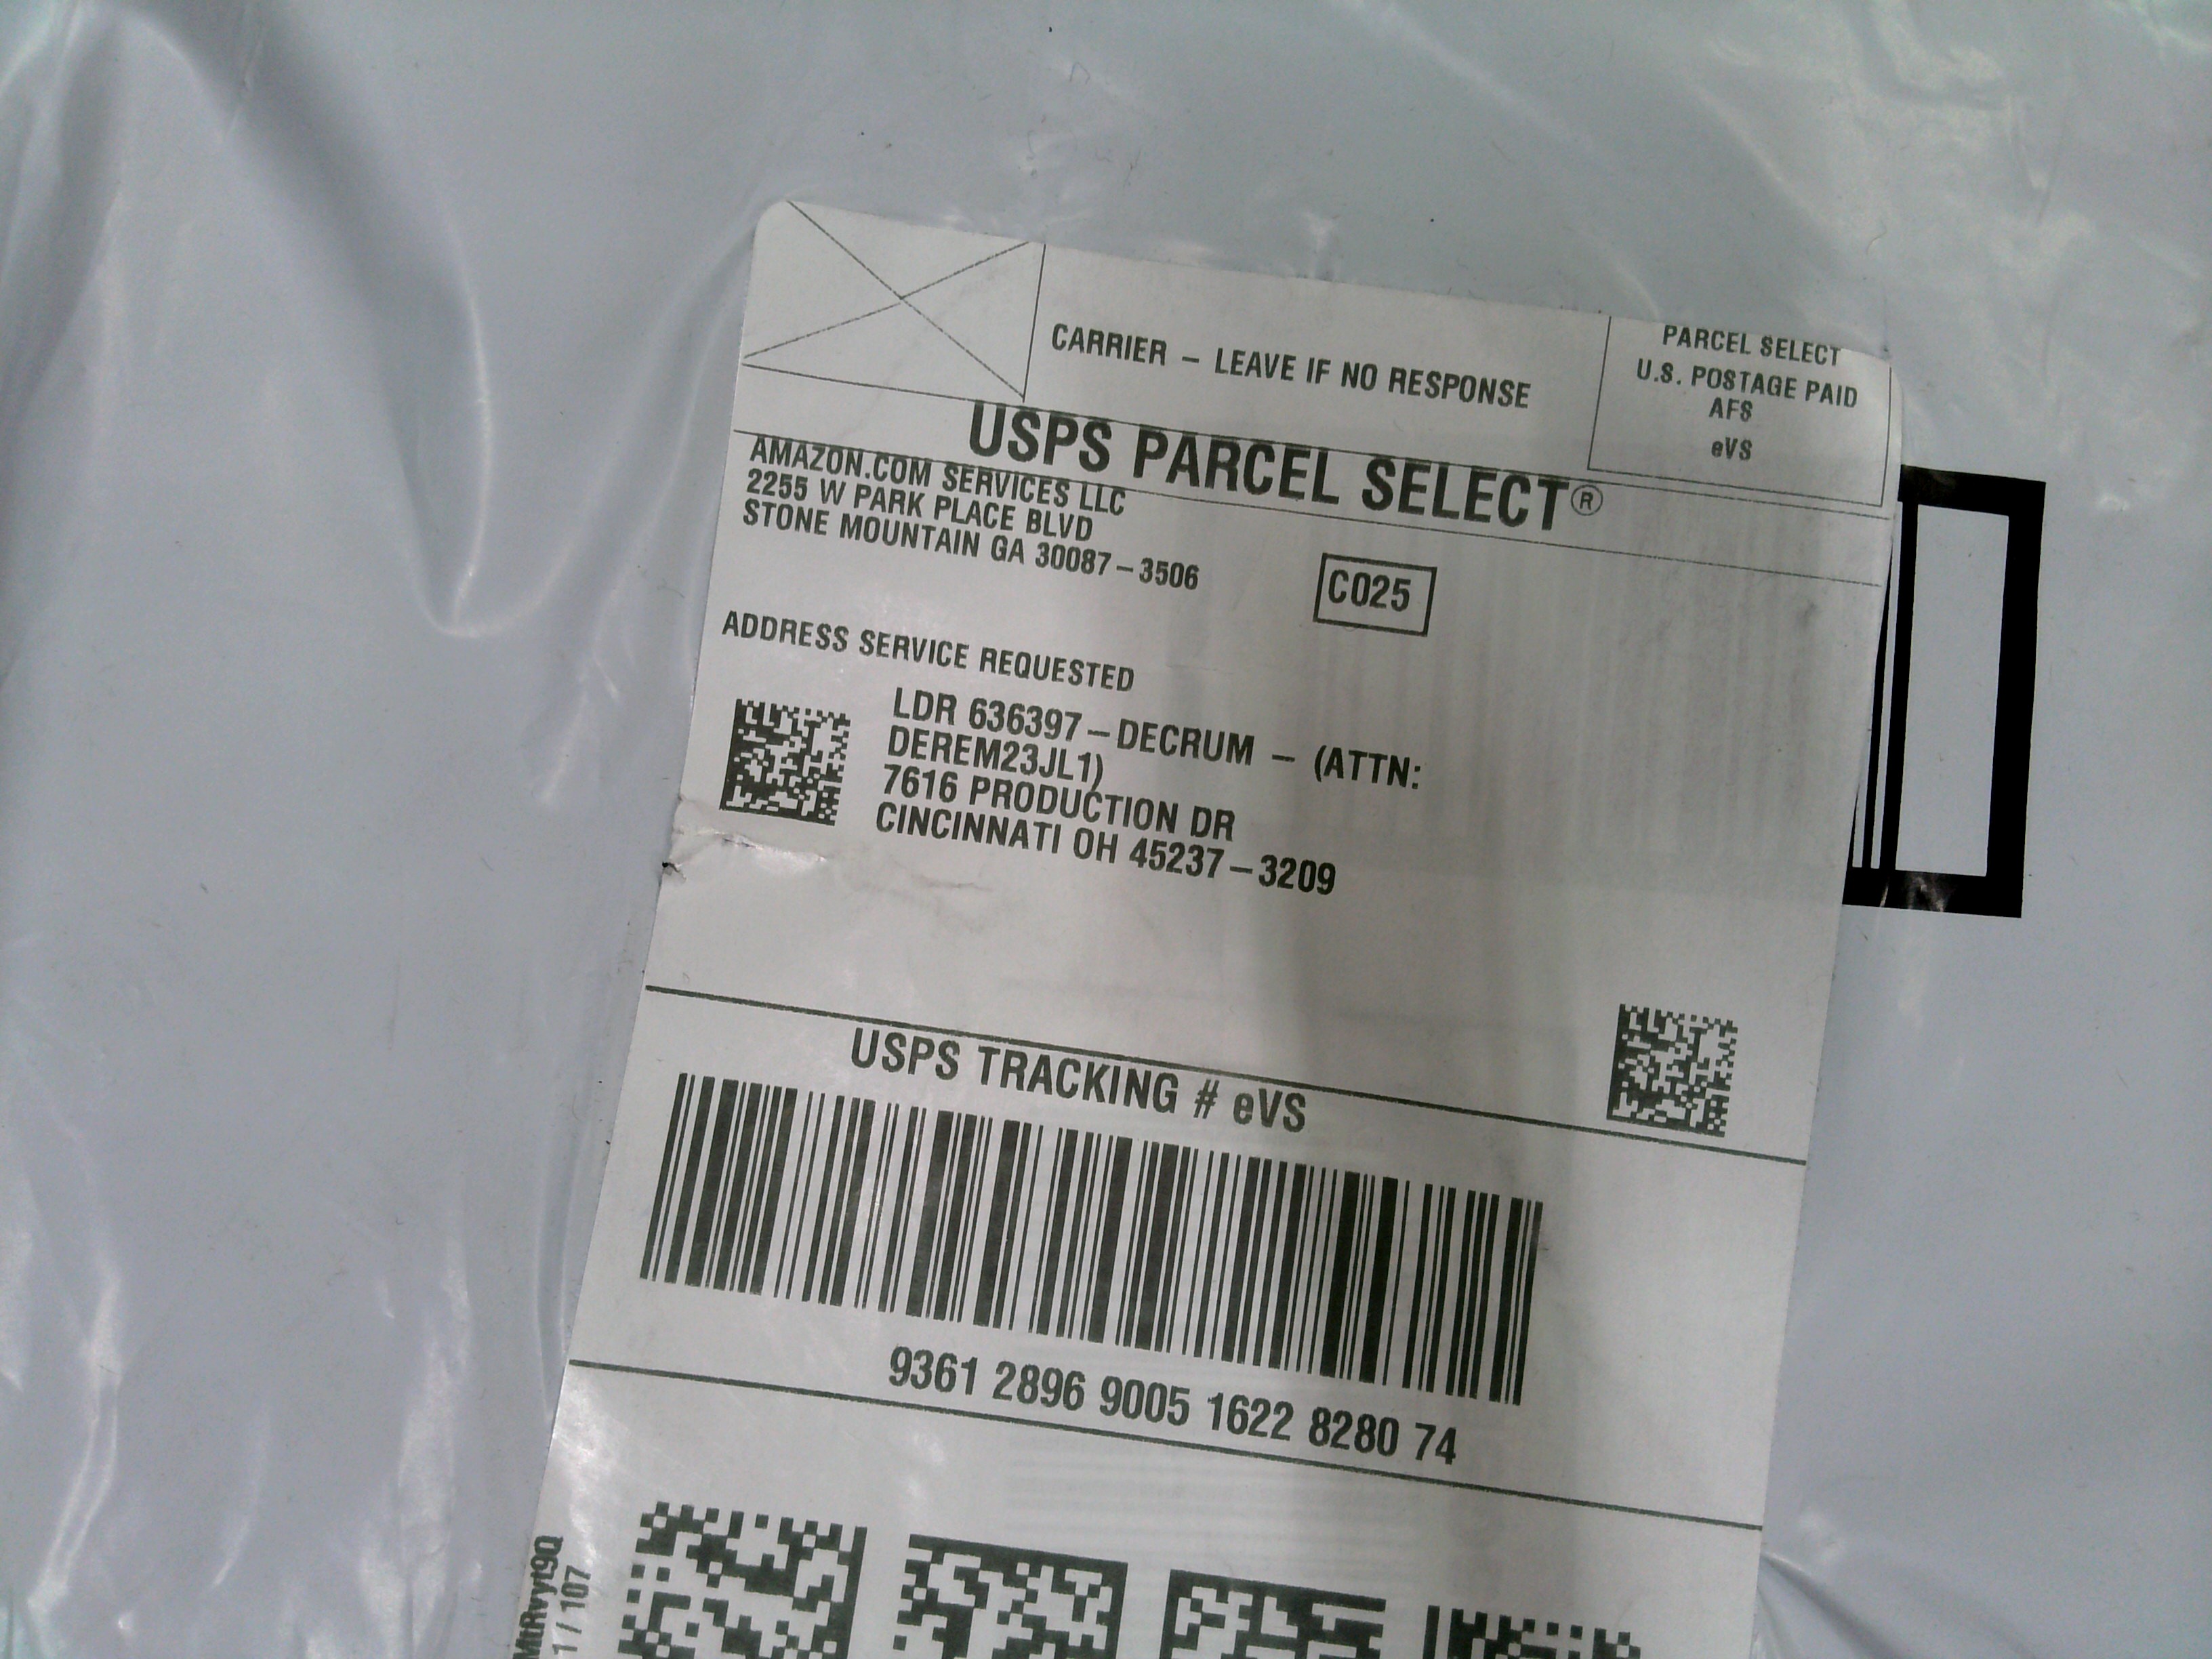 CARRIER – LEAVE IF NO RESPONSE
PARCEL SELECT
U.S. POSTAGE PAID
AFS
eVS
USPS PARCEL SELECT®
AMAZON.COM SERVICES LLC
2255 W PARK PLACE BLVD
STONE MOUNTAIN GA 30087–3506
C025
ADDRESS SERVICE REQUESTED
LDR 636397–DECRUM – (ATTN:
DEREM23JL1)
7616 PRODUCTION DR
CINCINNATI OH 45237–3209
USPS TRACKING # eVS
9361 2896 9005 1622 8280 74
1 / 107